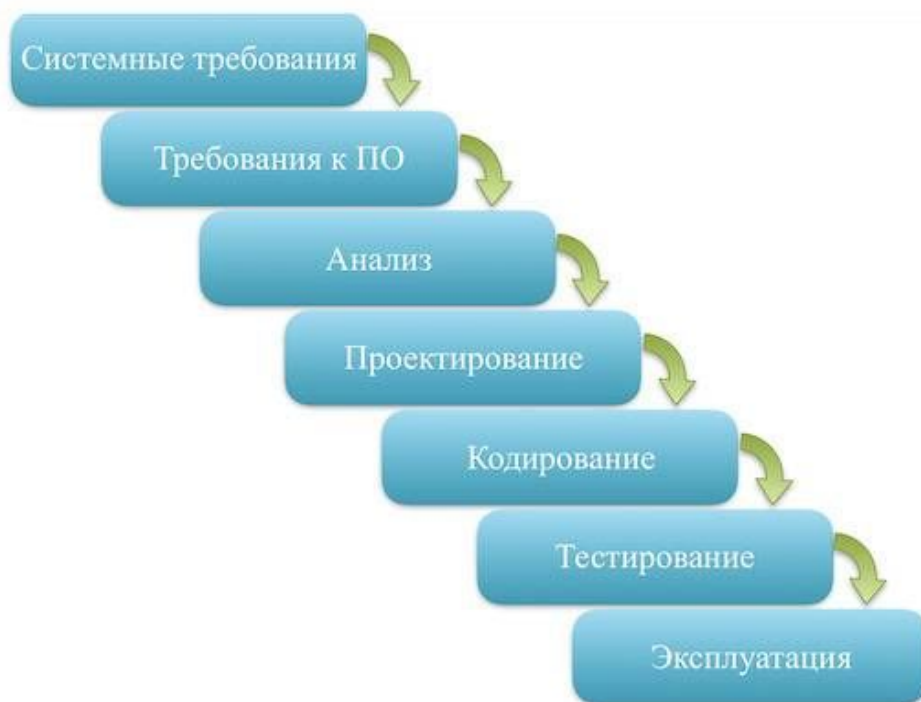 Системные требования
Требования к ПО
Анализ
Проектирование
Кодирование
Тестирование
Эксплуатация